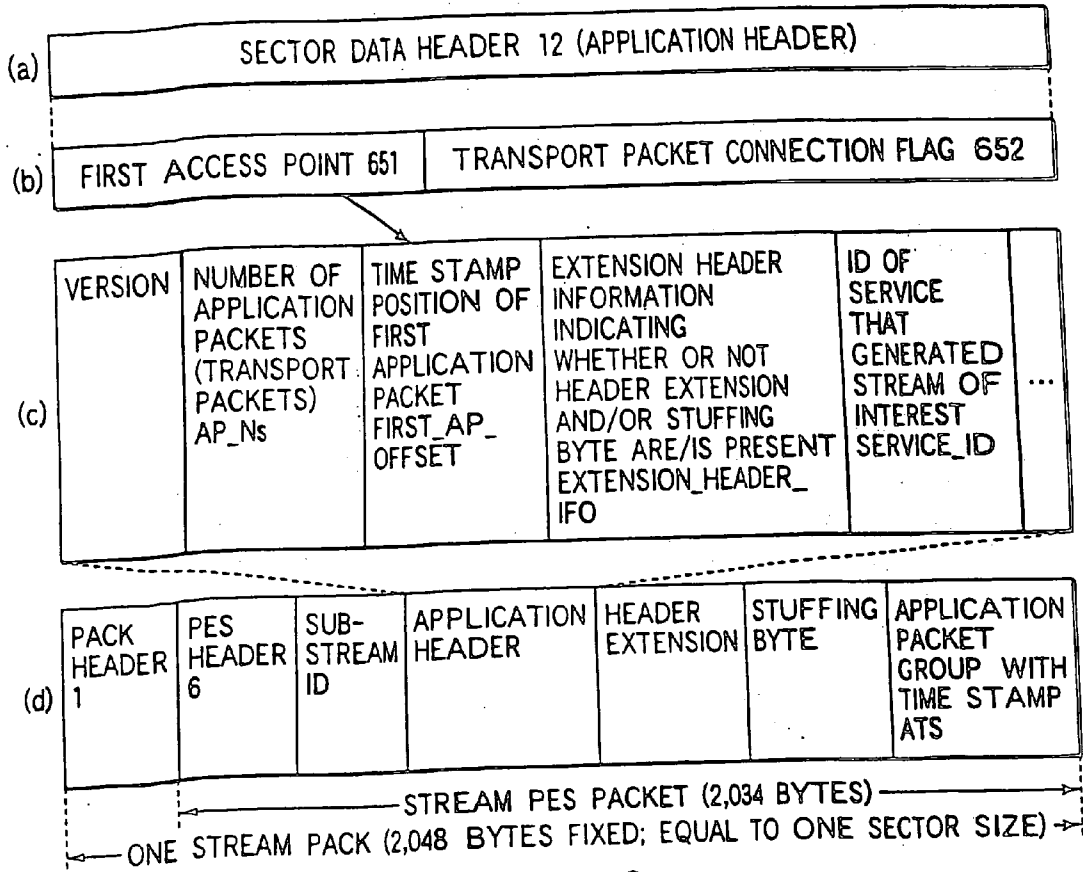 (a)
SECTOR DATA HEADER 12 (APPLICATION HEADER)
(b)
FIRST ACCESS POINT 651
TRANSPORT PACKET CONNECTION FLAG 652
(c)
VERSION
NUMBER OF
APPLICATION
PACKETS
(TRANSPORT
PACKETS)
AP_Ns
TIME STAMP
POSITION OF
FIRST
APPLICATION
PACKET
FIRST_AP_
OFFSET
EXTENSION HEADER
INFORMATION
INDICATING
WHETHER OR NOT
HEADER EXTENSION
AND/OR STUFFING
BYTE ARE/IS PRESENT
EXTENSION_HEADER_
IFO
ID OF
SERVICE
THAT
GENERATED
STREAM OF
INTEREST
SERVICE_ID
...
(d)
PACK
HEADER
1
PES
HEADER
6
SUB-
STREAM
ID
APPLICATION
HEADER
HEADER
EXTENSION
STUFFING
BYTE
APPLICATION
PACKET
GROUP WITH
TIME STAMP
ATS
STREAM PES PACKET (2,034 BYTES)
ONE STREAM PACK (2,048 BYTES FIXED; EQUAL TO ONE SECTOR SIZE)